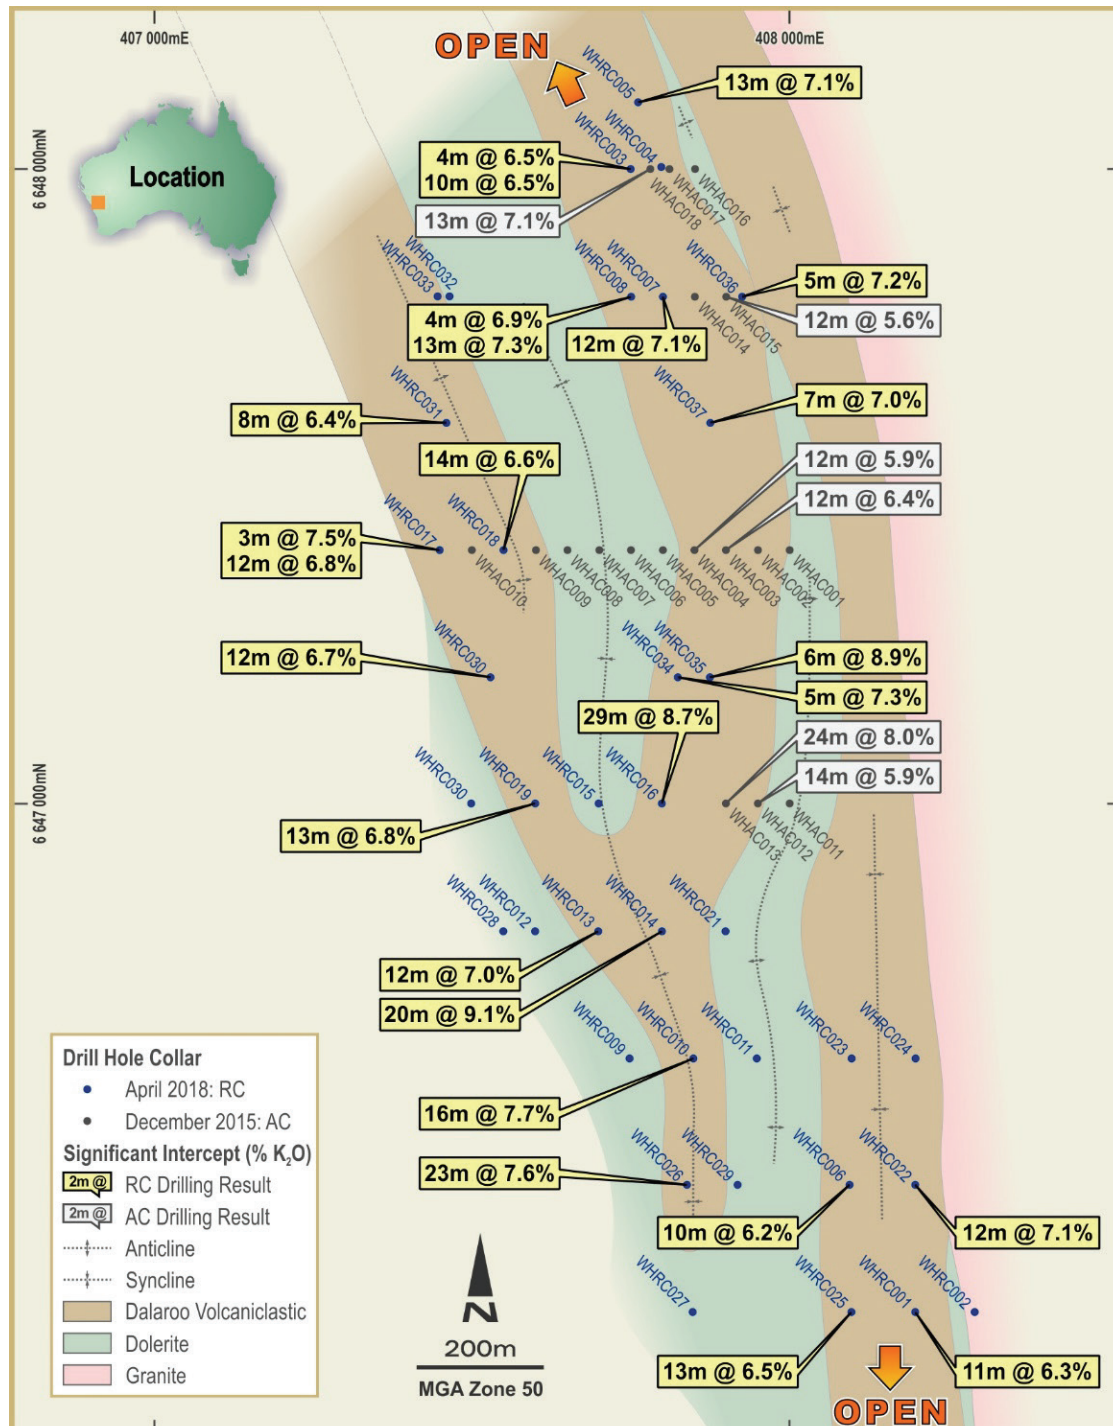 407 000mE
408 000mE
OPEN
WHRC005
13m @ 7.1%
6 648 000mN
Location
WHRC003
WHRC004
4m @ 6.5%
10m @ 6.5%
13m @ 7.1%
WHAC018
WHAC017
WHAC016
WHRC033
WHRC032
WHRC008
WHRC007
WHRC036
5m @ 7.2%
12m @ 5.6%
4m @ 6.9%
13m @ 7.3%
12m @ 7.1%
WHAC014
WHAC015
WHRC031
WHRC037
8m @ 6.4%
7m @ 7.0%
14m @ 6.6%
12m @ 5.9%
12m @ 6.4%
WHRC017
WHRC018
3m @ 7.5%
12m @ 6.8%
WHAC010
WHAC009
WHAC008
WHAC007
WHAC006
WHAC005
WHAC004
WHAC003
WHAC002
WHAC001
WHRC030
WHRC034
WHRC035
12m @ 6.7%
6m @ 8.9%
5m @ 7.3%
29m @ 8.7%
24m @ 8.0%
14m @ 5.9%
6 647 000mN
WHRC030
WHRC019
WHRC015
WHRC016
13m @ 6.8%
WHAC013
WHAC012
WHAC011
WHRC028
WHRC012
WHRC013
WHRC014
WHRC021
12m @ 7.0%
20m @ 9.1%
WHRC009
WHRC010
WHRC011
WHRC023
WHRC024
16m @ 7.7%
WHRC026
WHRC029
WHRC006
WHRC022
23m @ 7.6%
10m @ 6.2%
12m @ 7.1%
WHRC027
WHRC025
WHRC001
WHRC002
13m @ 6.5%
11m @ 6.3%
OPEN
N
200m
MGA Zone 50
Drill Hole Collar
April 2018: RC
December 2015: AC
Significant Intercept (% K₂O)
2m @ RC Drilling Result
2m @ AC Drilling Result
Anticline
Syncline
Dalaroo Volcaniclastic
Dolerite
Granite